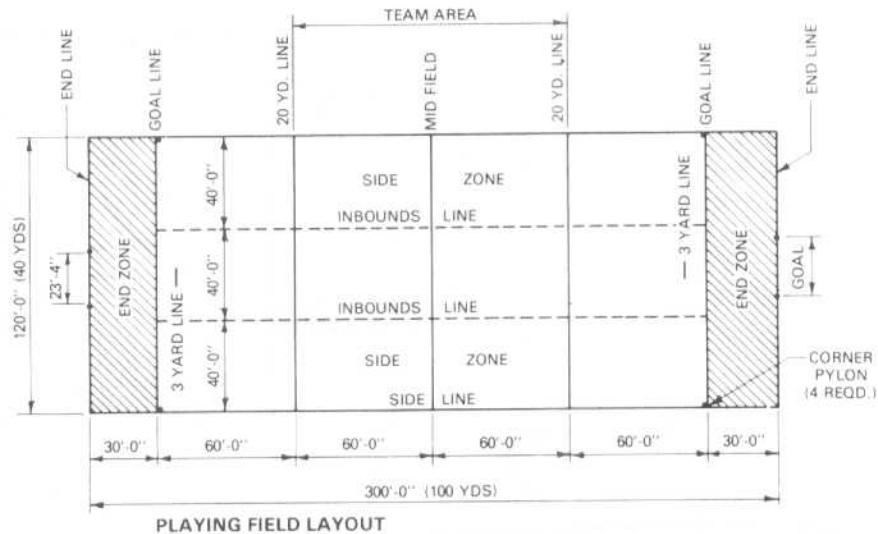 TEAM AREA
END LINE
GOAL LINE
20 YD. LINE
MID FIELD
20 YD. LINE
GOAL LINE
END LINE
120'-0" (40 YDS)
23'-4"
END ZONE
3 YARD LINE
40'-0"
40'-0"
40'-0"
SIDE ZONE
INBOUNDS LINE
INBOUNDS LINE
SIDE ZONE
SIDE LINE
3 YARD LINE
END ZONE
GOAL
CORNER
PYLON
(4 REQD.)
30'-0" 60'-0" 60'-0" 60'-0" 60'-0" 30'-0"
300'-0" (100 YDS)
PLAYING FIELD LAYOUT